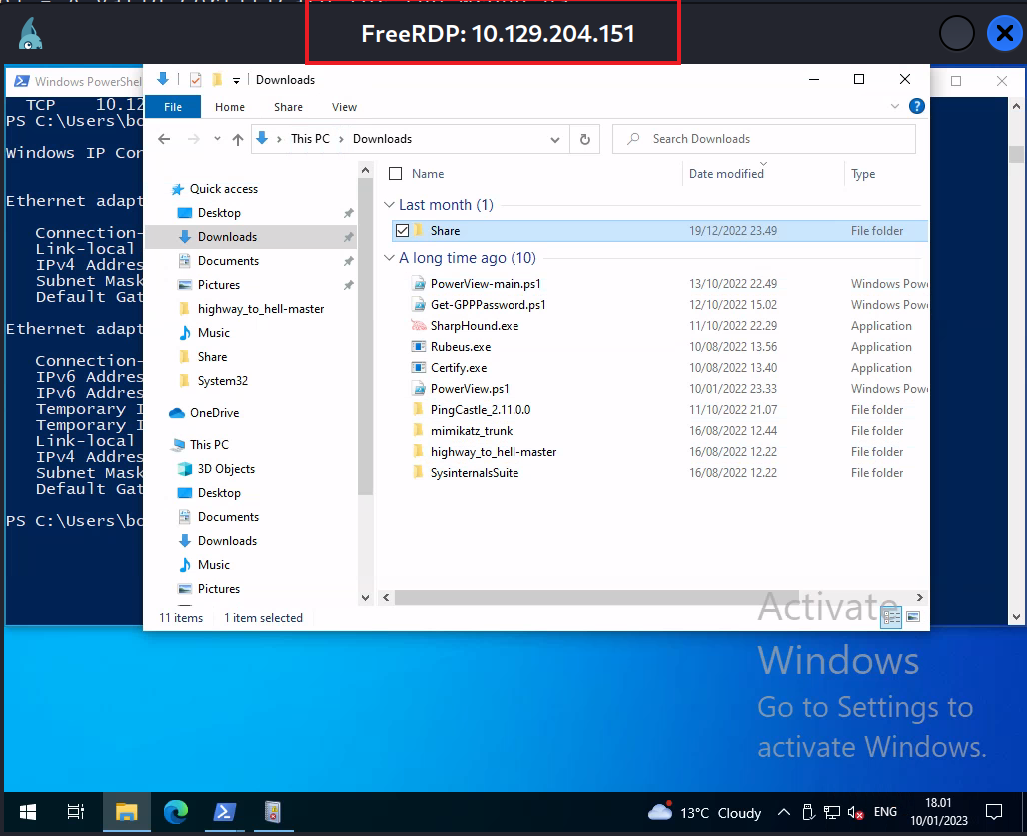 FreeRDP: 10.129.204.151
Windows PowerShel
Downloads
File Home Share View
This PC Downloads
Search Downloads
TCP 10.12
PS C:\Users\bo
Windows IP Con
Ethernet adapt
Connection-
Link-local
IPv4 Addres
Subnet Mask
Default Gat
Ethernet adapt
Connection-
IPv6 Addres
IPv6 Addres
Temporary I
Temporary I
Link-local
IPv4 Addres
Subnet Mask
Default Gat
PS C:\Users\bo
Quick access
Desktop
Downloads
Documents
Pictures
highway_to_hell-master
Music
Share
System32
OneDrive
This PC
3D Objects
Desktop
Documents
Downloads
Music
Pictures
Name Date modified Type
Last month (1)
Share 19/12/2022 23.49 File folder
A long time ago (10)
PowerView-main.ps1 13/10/2022 22.49 Windows Powe
Get-GPPPassword.ps1 12/10/2022 15.02 Windows Powe
SharpHound.exe 11/10/2022 22.29 Application
Rubeus.exe 10/08/2022 13.56 Application
Certify.exe 10/08/2022 13.40 Application
PowerView.ps1 10/01/2022 23.33 Windows Powe
PingCastle_2.11.0.0 11/10/2022 21.07 File folder
mimikatz_trunk 16/08/2022 12.44 File folder
highway_to_hell-master 16/08/2022 12.22 File folder
SysinternalsSuite 16/08/2022 12.22 File folder
11 items 1 item selected
Activate
Windows
Go to Settings to
activate Windows.
13°C Cloudy
ENG
18.01
10/01/2023